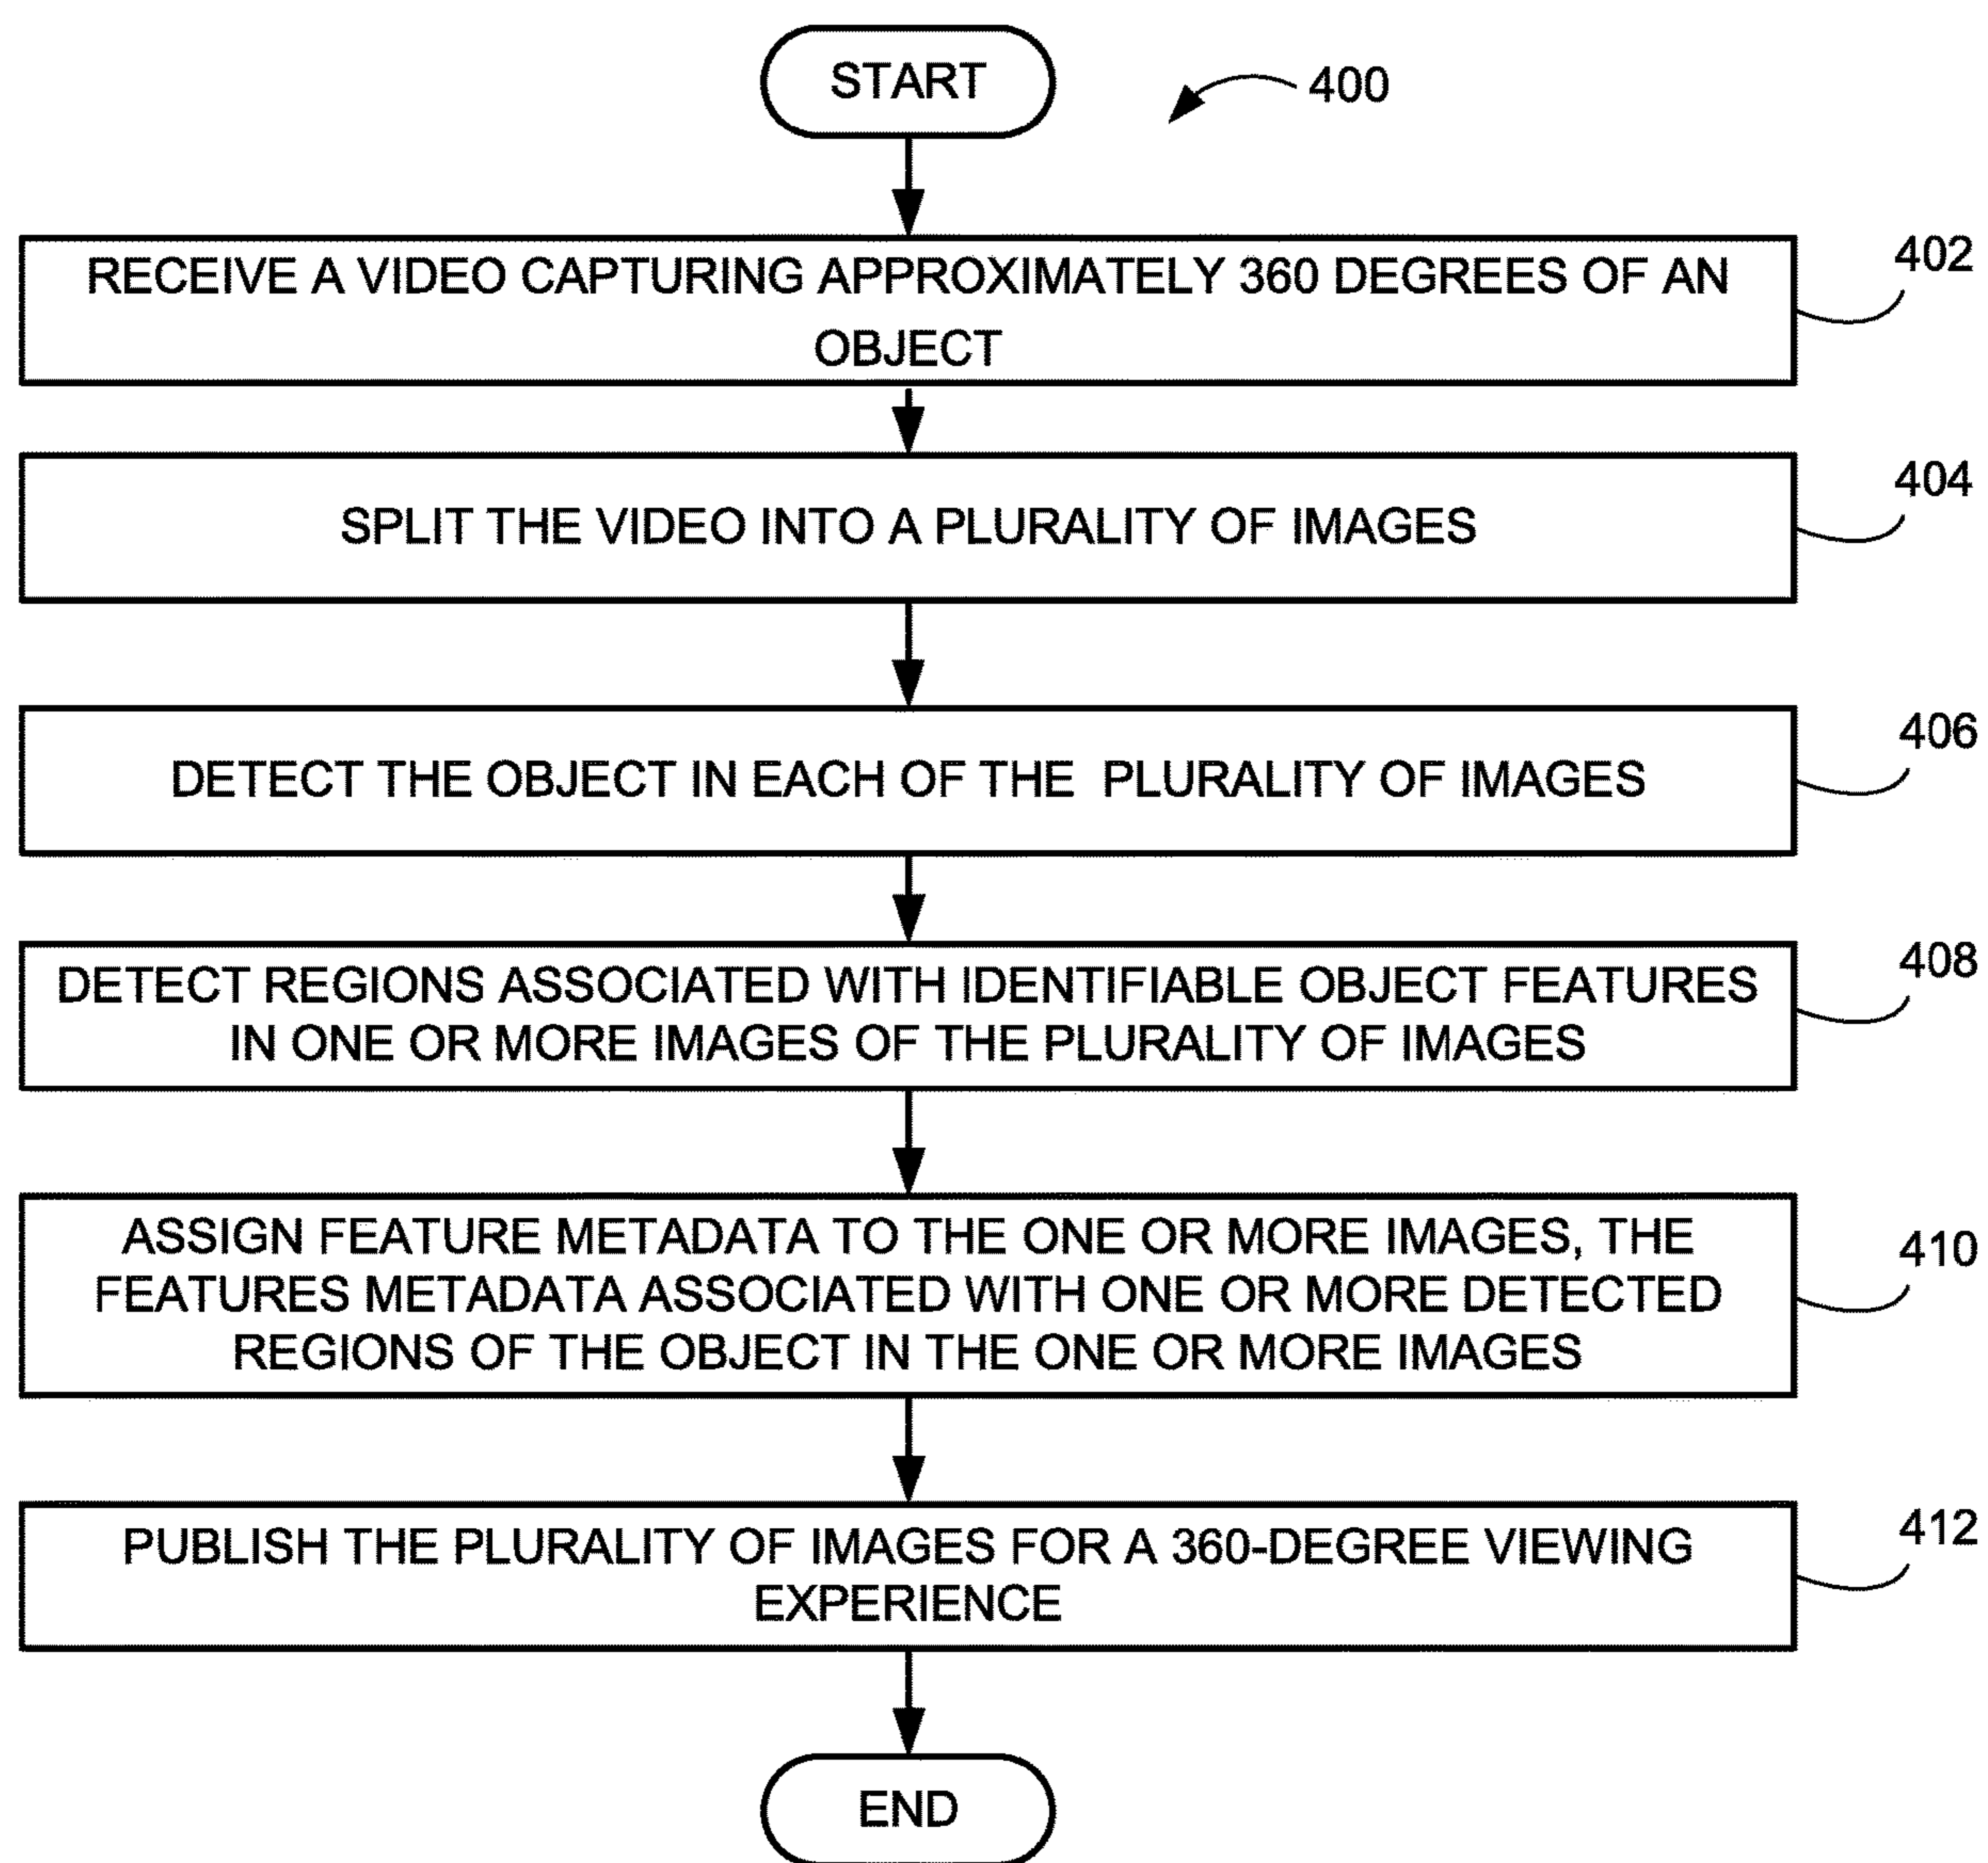 START
400
RECEIVE A VIDEO CAPTURING APPROXIMATELY 360 DEGREES OF AN
OBJECT
402
SPLIT THE VIDEO INTO A PLURALITY OF IMAGES
404
DETECT THE OBJECT IN EACH OF THE PLURALITY OF IMAGES
406
DETECT REGIONS ASSOCIATED WITH IDENTIFIABLE OBJECT FEATURES
IN ONE OR MORE IMAGES OF THE PLURALITY OF IMAGES
408
ASSIGN FEATURE METADATA TO THE ONE OR MORE IMAGES, THE
FEATURES METADATA ASSOCIATED WITH ONE OR MORE DETECTED
REGIONS OF THE OBJECT IN THE ONE OR MORE IMAGES
410
PUBLISH THE PLURALITY OF IMAGES FOR A 360-DEGREE VIEWING
EXPERIENCE
412
END